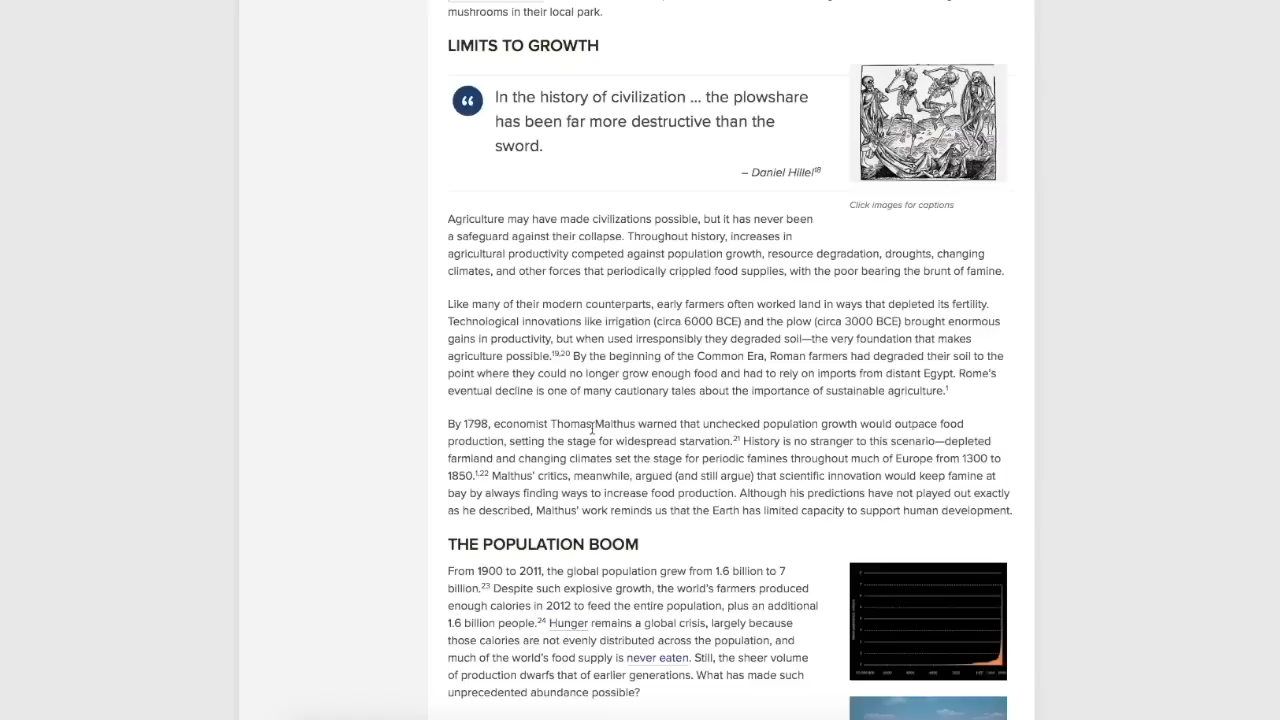 mushrooms in their local park.
LIMITS TO GROWTH
In the history of civilization ... the plowshare
has been far more destructive than the
sword.
– Daniel Hillel18
Click images for captions
Agriculture may have made civilizations possible, but it has never been
a safeguard against their collapse. Throughout history, increases in
agricultural productivity competed against population growth, resource degradation, droughts, changing
climates, and other forces that periodically crippled food supplies, with the poor bearing the brunt of famine.
Like many of their modern counterparts, early farmers often worked land in ways that depleted its fertility.
Technological innovations like irrigation (circa 6000 BCE) and the plow (circa 3000 BCE) brought enormous
gains in productivity, but when used irresponsibly they degraded soil—the very foundation that makes
agriculture possible.19,20 By the beginning of the Common Era, Roman farmers had degraded their soil to the
point where they could no longer grow enough food and had to rely on imports from distant Egypt. Rome's
eventual decline is one of many cautionary tales about the importance of sustainable agriculture.1
By 1798, economist Thomas Malthus warned that unchecked population growth would outpace food
production, setting the stage for widespread starvation.21 History is no stranger to this scenario—depleted
farmland and changing climates set the stage for periodic famines throughout much of Europe from 1300 to
1850.1,22 Malthus' critics, meanwhile, argued (and still argue) that scientific innovation would keep famine at
bay by always finding ways to increase food production. Although his predictions have not played out exactly
as he described, Malthus' work reminds us that the Earth has limited capacity to support human development.
THE POPULATION BOOM
From 1900 to 2011, the global population grew from 1.6 billion to 7
billion.23 Despite such explosive growth, the world's farmers produced
enough calories in 2012 to feed the entire population, plus an additional
1.6 billion people.24 Hunger remains a global crisis, largely because
those calories are not evenly distributed across the population, and
much of the world's food supply is never eaten. Still, the sheer volume
of production dwarfs that of earlier generations. What has made such
unprecedented abundance possible?